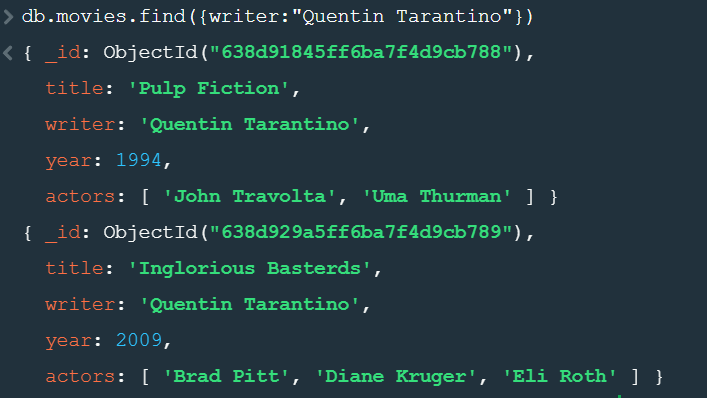 > db.movies.find({writer:"Quentin Tarantino"})
< { _id: ObjectId("638d91845ff6ba7f4d9cb788"),
title: 'Pulp Fiction',
writer: 'Quentin Tarantino',
year: 1994,
actors: [ 'John Travolta', 'Uma Thurman' ] }
{ _id: ObjectId("638d929a5ff6ba7f4d9cb789"),
title: 'Inglorious Basterds',
writer: 'Quentin Tarantino',
year: 2009,
actors: [ 'Brad Pitt', 'Diane Kruger', 'Eli Roth' ] }